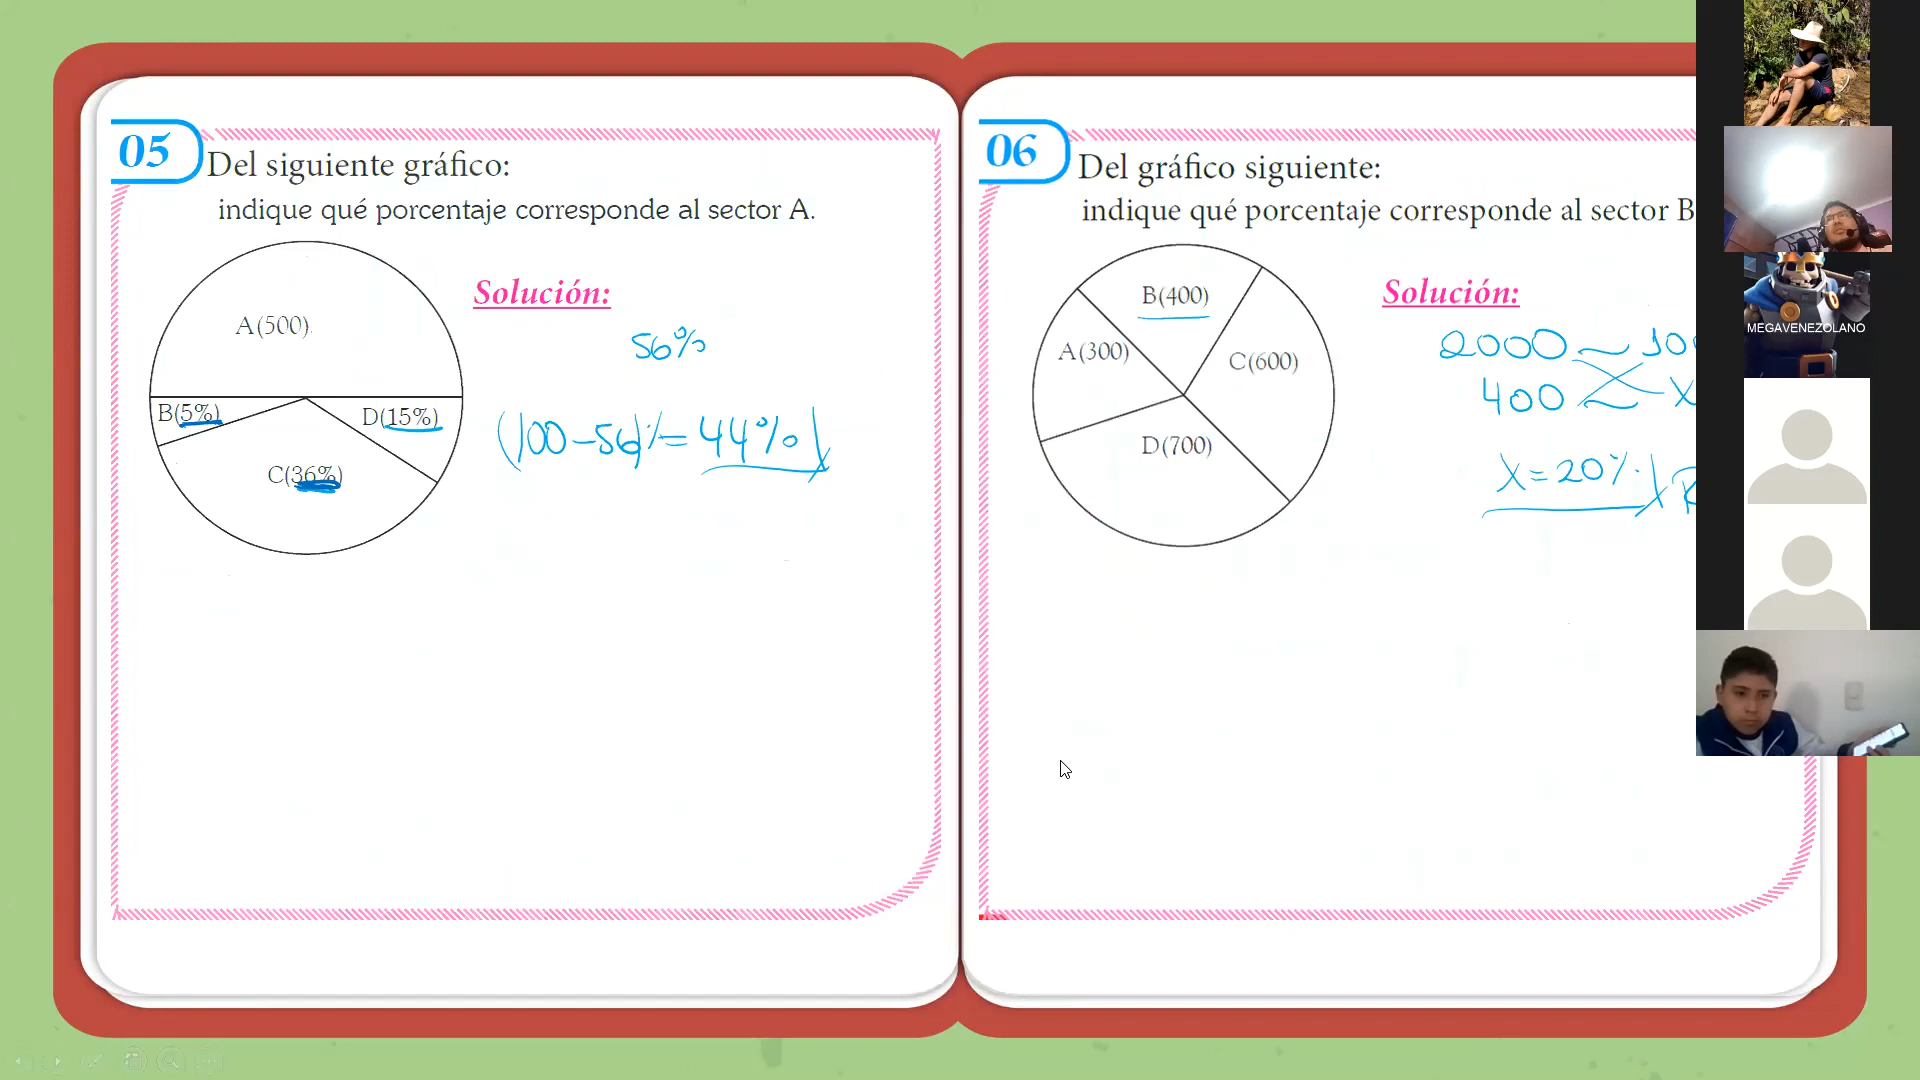 05
Del siguiente gráfico:
indique qué porcentaje corresponde al sector A.
A(500)
B(5%)
D(15%)
C(36%)
Solución:
56%
(100-56)%= 44%
06
Del gráfico siguiente:
indique qué porcentaje corresponde al sector B
B(400)
A(300)
C(600)
D(700)
Solución:
2000 10
400 X
X=20%
MEGAVENEZOLANO